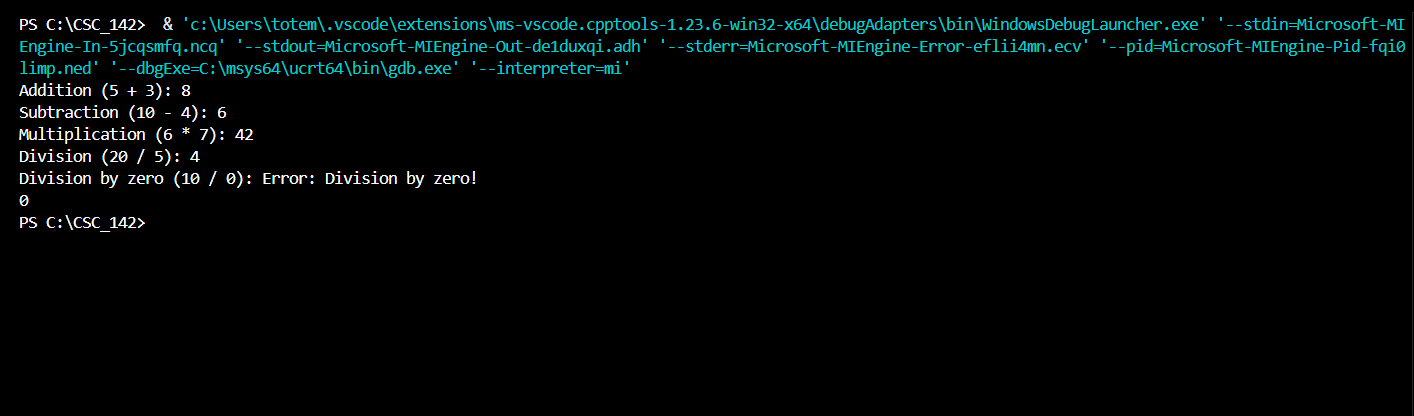 PS C:\CSC_142>  & 'c:\Users\totem\.vscode\extensions\ms-vscode.cpptools-1.23.6-win32-x64\debugAdapters\bin\WindowsDebugLauncher.exe' '--stdin=Microsoft-MI
Engine-In-5jcqsmfq.ncq' '--stdout=Microsoft-MIEngine-Out-de1duxqi.adh' '--stderr=Microsoft-MIEngine-Error-eflii4mn.ecv' '--pid=Microsoft-MIEngine-Pid-fqi0
limp.ned' '--dbgExe=C:\msys64\ucrt64\bin\gdb.exe' '--interpreter=mi'
Addition (5 + 3): 8
Subtraction (10 - 4): 6
Multiplication (6 * 7): 42
Division (20 / 5): 4
Division by zero (10 / 0): Error: Division by zero!
0
PS C:\CSC_142>